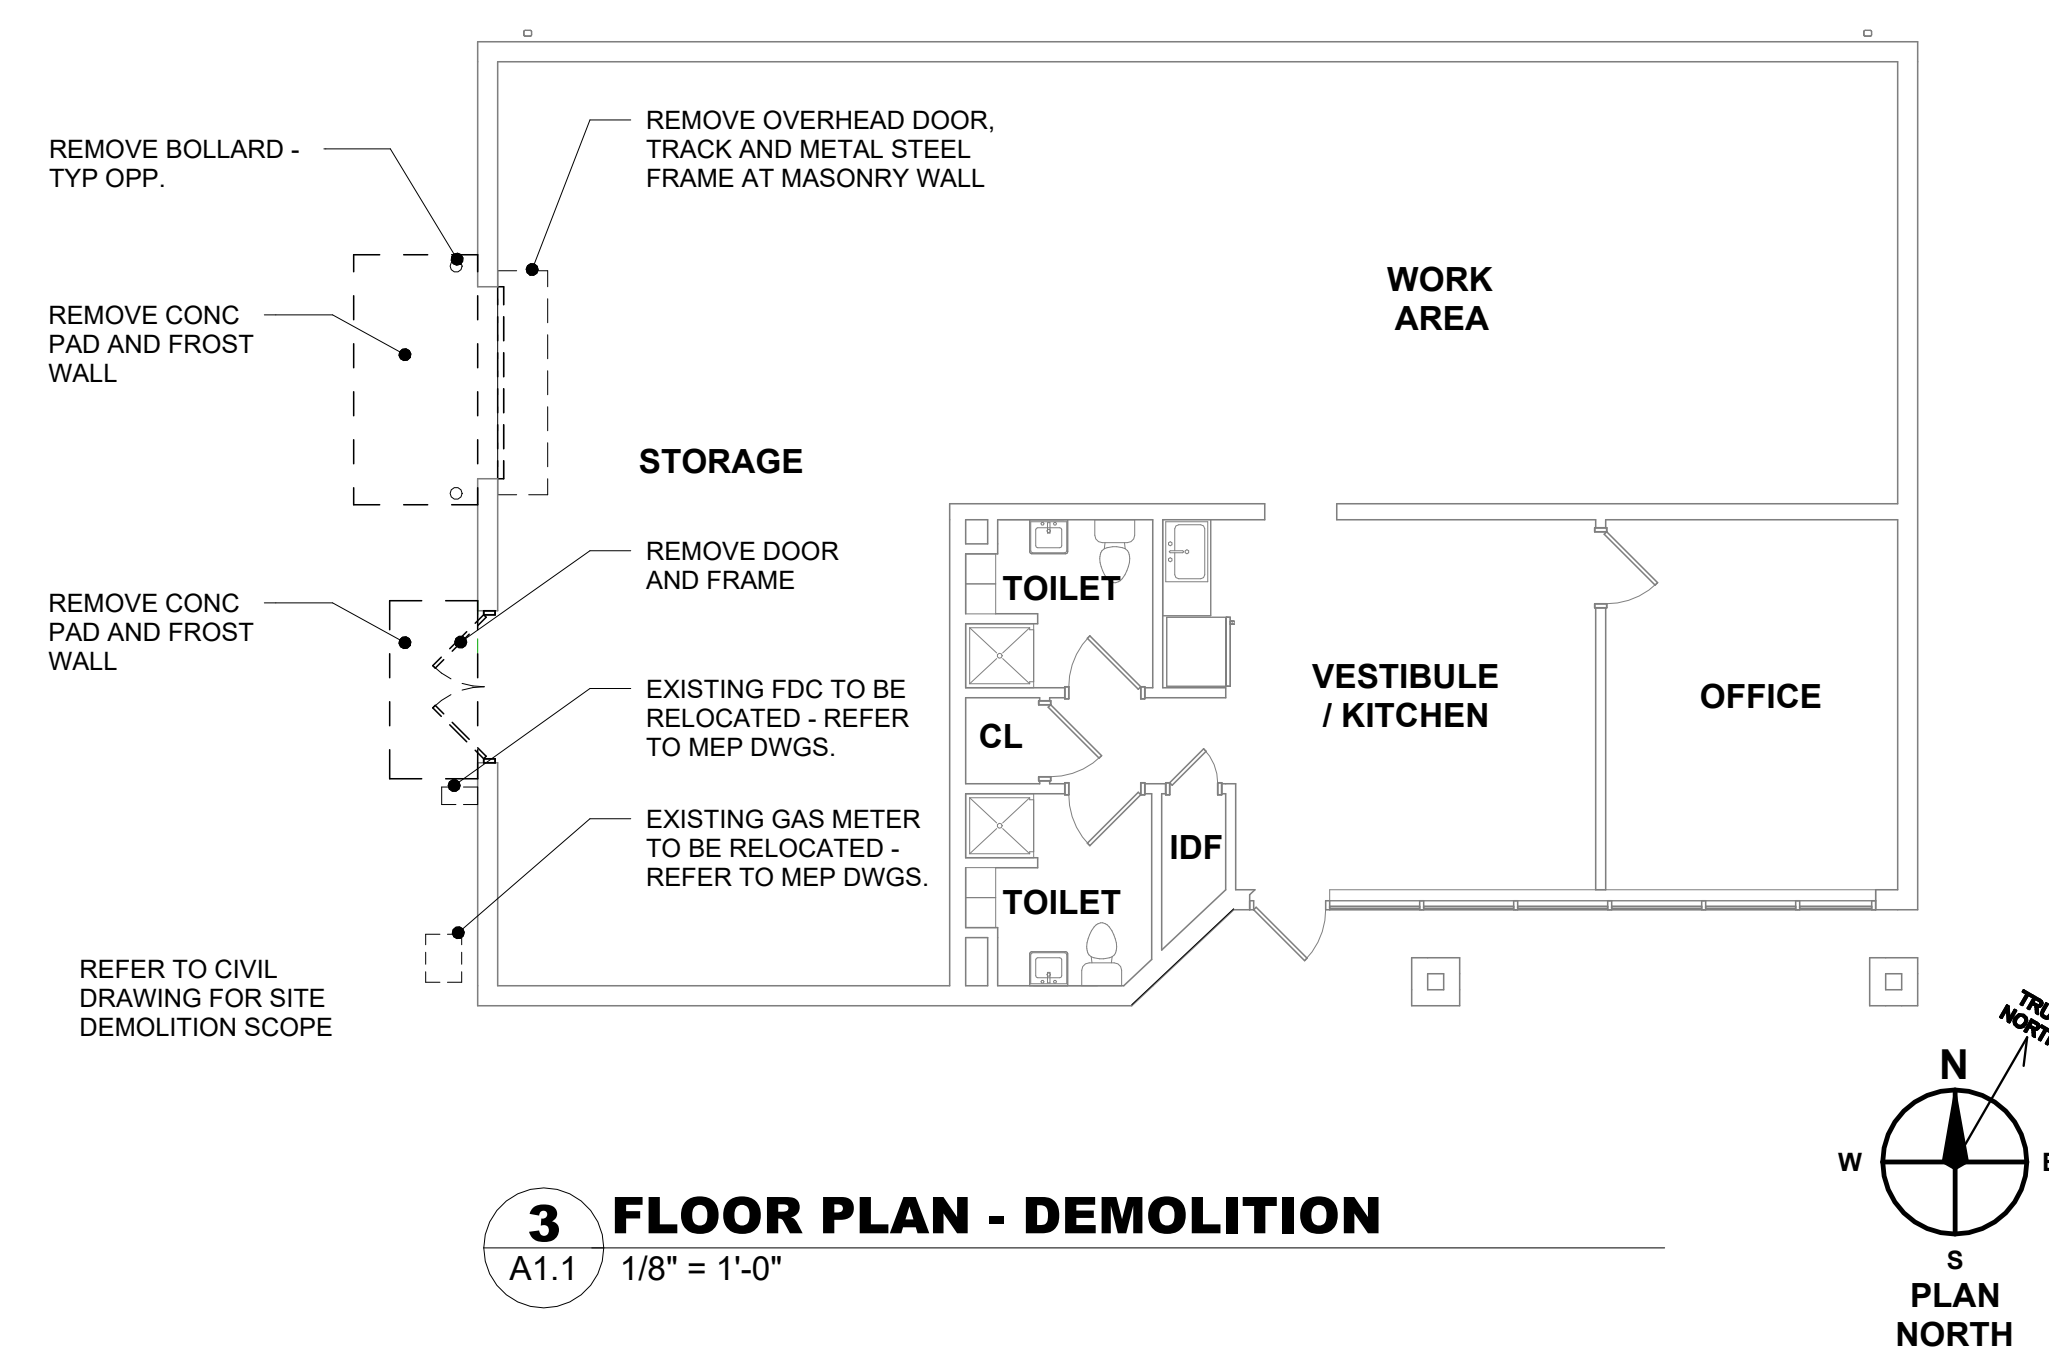 REMOVE OVERHEAD DOOR,
TRACK AND METAL STEEL
FRAME AT MASONRY WALL
REMOVE BOLLARD -
TYP OPP.
WORK
AREA
REMOVE CONC
PAD AND FROST
WALL
STORAGE
REMOVE DOOR
AND FRAME
TOILET
REMOVE CONC
PAD AND FROST
WALL
VESTIBULE
/ KITCHEN
OFFICE
EXISTING FDC TO BE
RELOCATED - REFER
TO MEP DWGS.
CL
EXISTING GAS METER
TO BE RELOCATED -
REFER TO MEP DWGS.
IDF
TOILET
REFER TO CIVIL
DRAWING FOR SITE
DEMOLITION SCOPE
N
W
S
PLAN
NORTH
3
FLOOR PLAN - DEMOLITION
A1.1
1/8" = 1'-0"